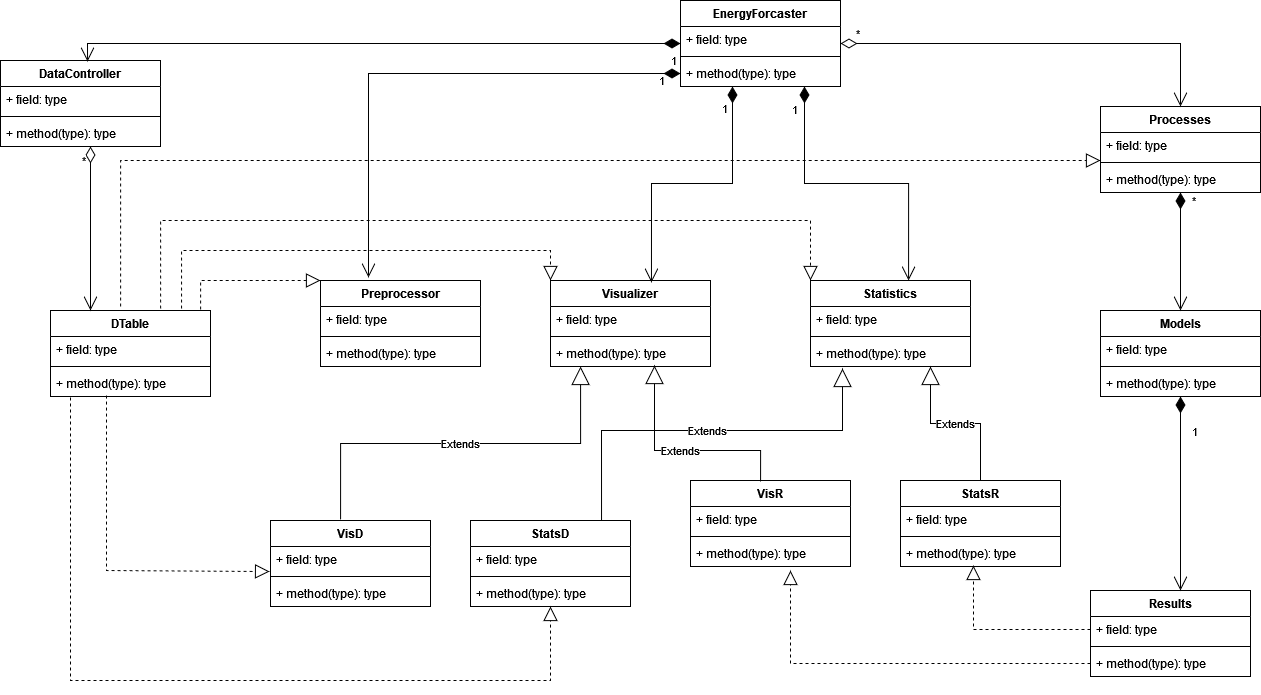 EnergyForcaster
+ field: type
+ method(type): type
*
1
1
1
1
DataController
+ field: type
+ method(type): type
*
Processes
+ field: type
+ method(type): type
*
Preprocessor
+ field: type
+ method(type): type
Visualizer
+ field: type
+ method(type): type
Statistics
+ field: type
+ method(type): type
DTable
+ field: type
+ method(type): type
Models
+ field: type
+ method(type): type
1
Extends
Extends
Extends
Extends
VisR
+ field: type
+ method(type): type
StatsR
+ field: type
+ method(type): type
VisD
+ field: type
+ method(type): type
StatsD
+ field: type
+ method(type): type
Results
+ field: type
+ method(type): type